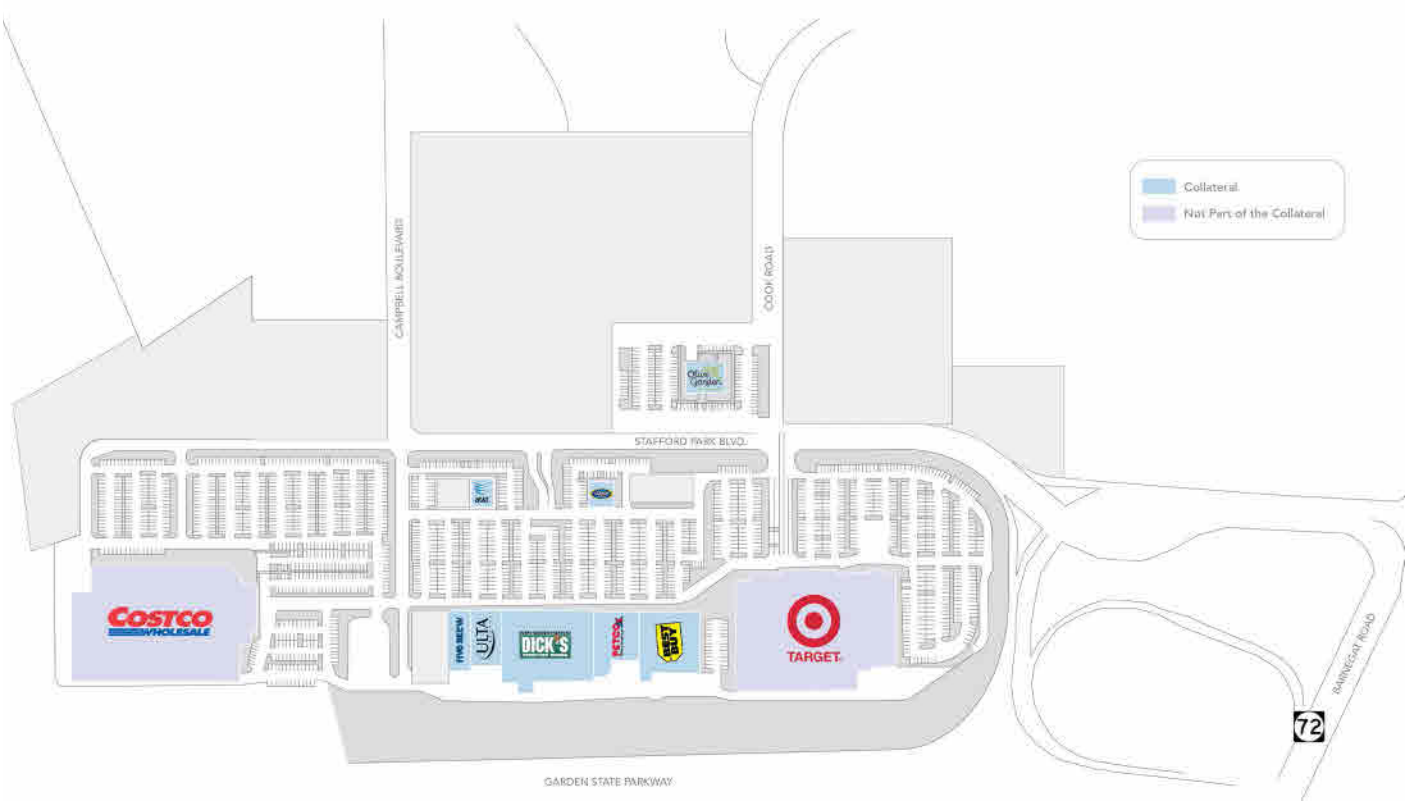 Collateral
Not Part of the Collateral
CAMPBELL BOULEVARD
COOK ROAD
Olive
Garden
STAFFORD PARK BLVD.
at&t
COSTCO
WHOLESALE
FIVE BELOW
ULTA
DICK'S
PETCO
BEST
BUY
TARGET
BARNEGAT ROAD
72
GARDEN STATE PARKWAY